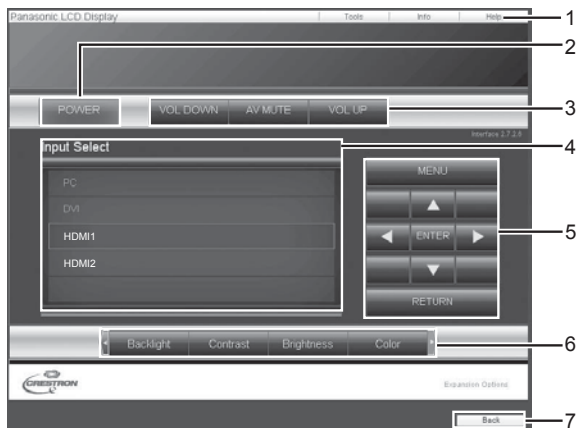 Panasonic LCD Display Tools Info Help 1
2
POWER VOL DOWN AV MUTE VOL UP 3
Interface 2.7.2.8
Input Select 4
MENU
PC
DVI
HDMI1 ENTER 5
HDMI2
RETURN
Backlight Contrast Brightness Color 6
CRESTRON Expansion Options
Back 7